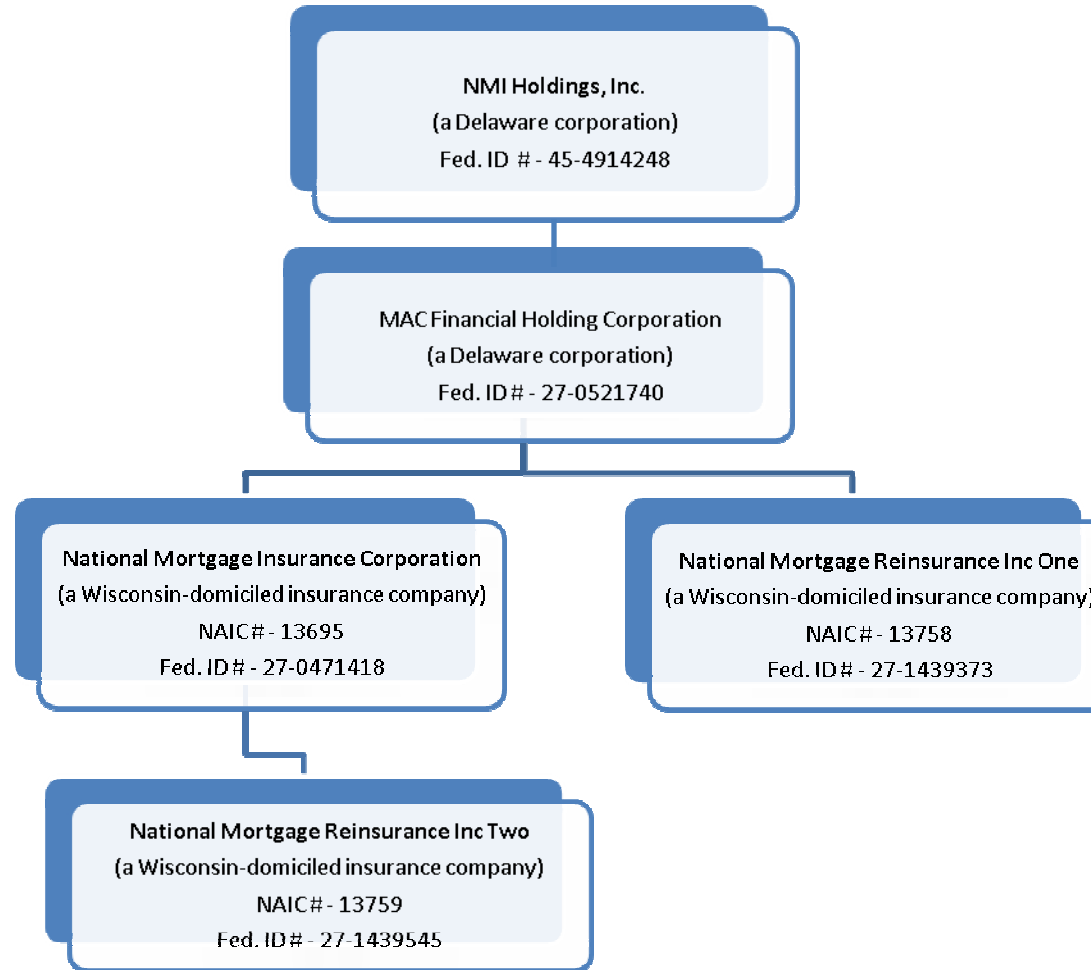 NMI Holdings, Inc.
(a Delaware corporation)
Fed. ID # - 45-4914248
MAC Financial Holding Corporation
(a Delaware corporation)
Fed. ID # - 27-0521740
National Mortgage Insurance Corporation
(a Wisconsin-domiciled insurance company)
NAIC # - 13695
Fed. ID # - 27-0471418
National Mortgage Reinsurance Inc One
(a Wisconsin-domiciled insurance company)
NAIC # - 13758
Fed. ID # - 27-1439373
National Mortgage Reinsurance Inc Two
(a Wisconsin-domiciled insurance company)
NAIC # - 13759
Fed. ID # - 27-1439545